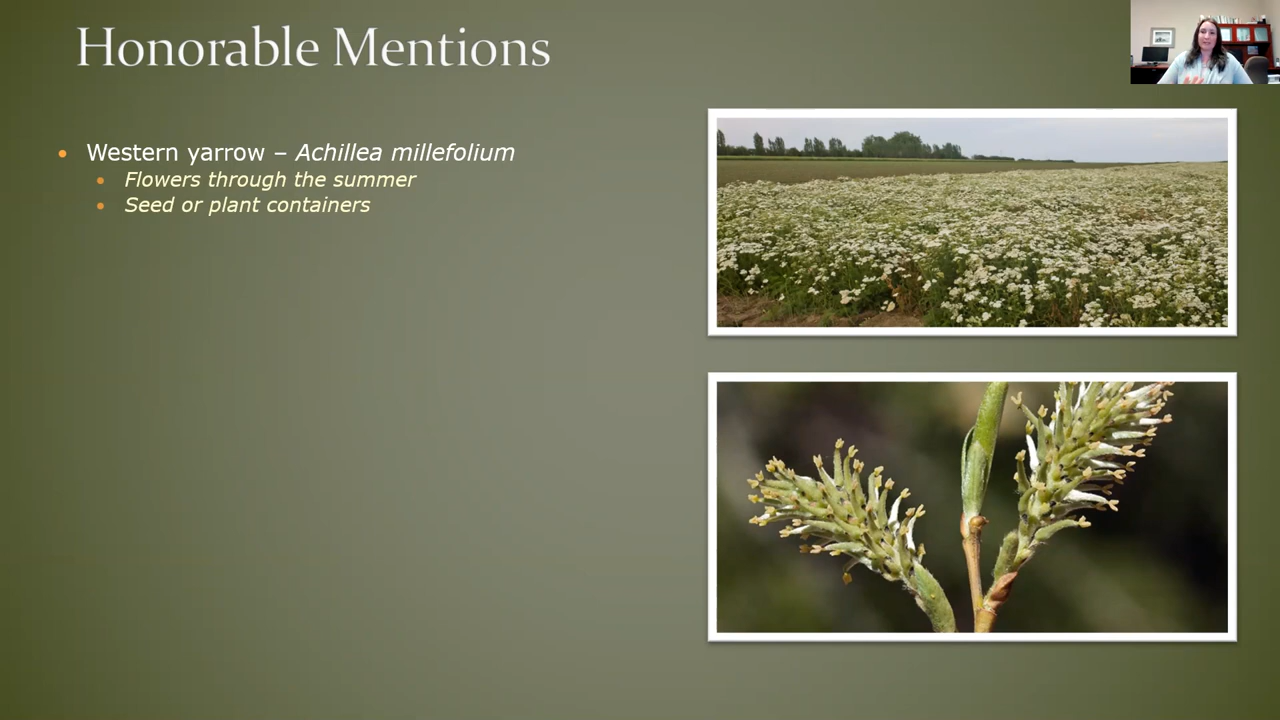 Honorable Mentions
Western yarrow – Achillea millefolium
Flowers through the summer
Seed or plant containers